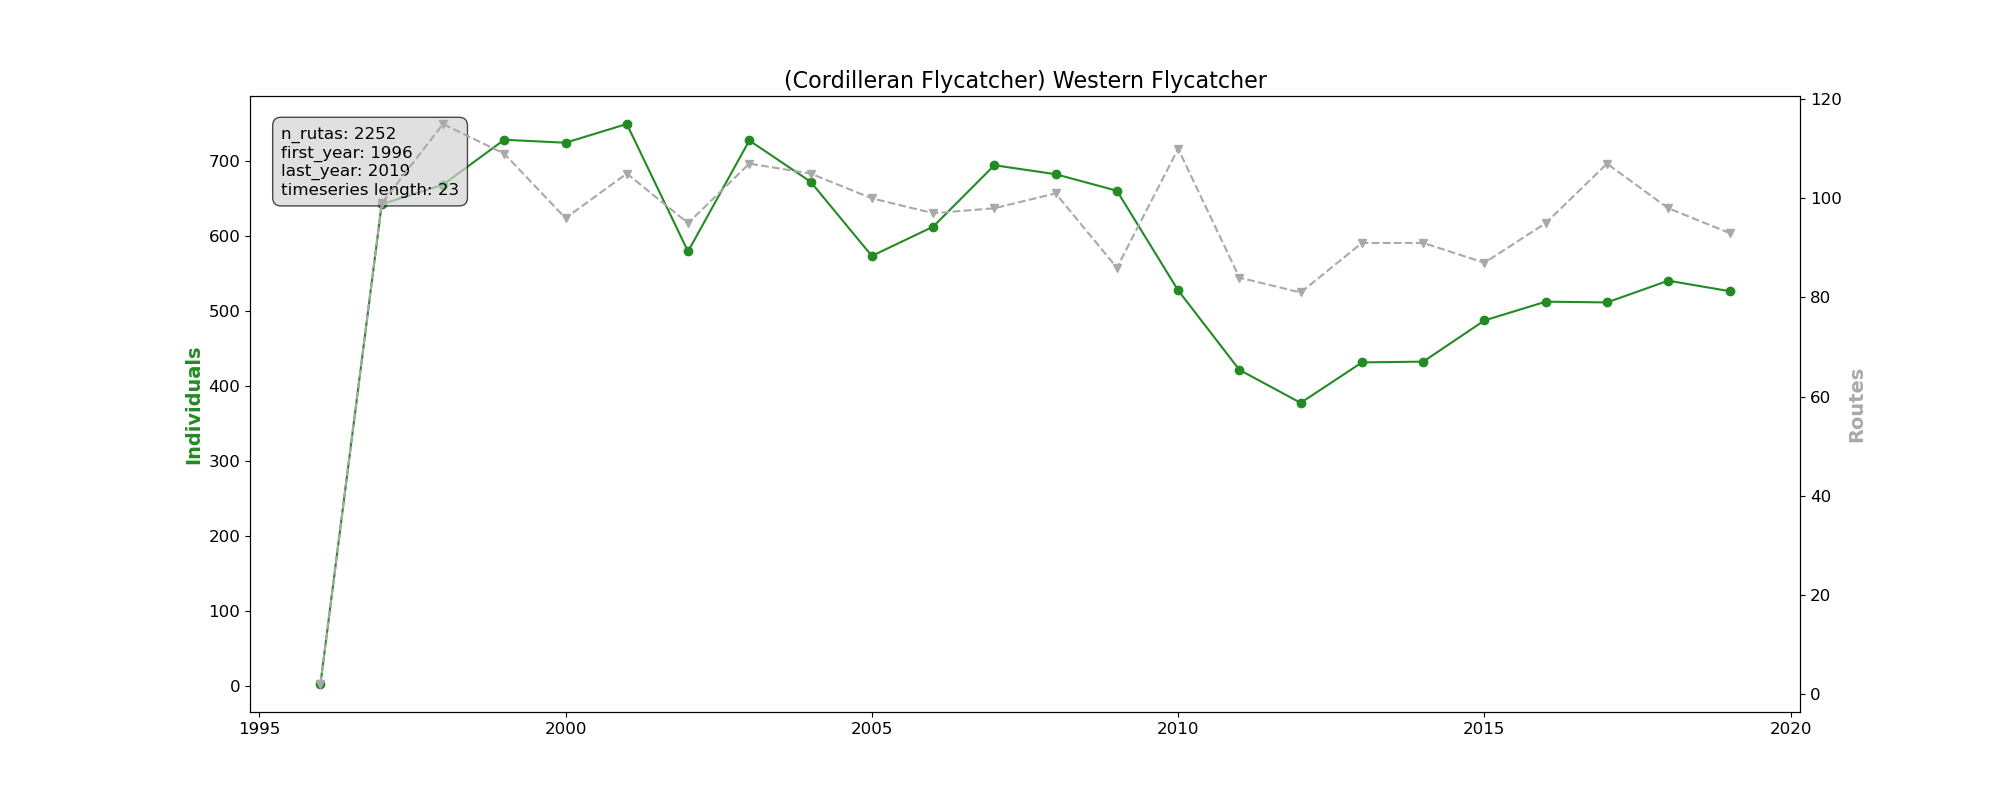 (Cordilleran Flycatcher) Western Flycatcher
n_rutas: 2252
first_year: 1996
last_year: 2019
timeseries length: 23
Individuals
700
600
500
400
300
200
100
0
120
100
80
60
40
20
0
Routes
1995 2000 2005 2010 2015 2020